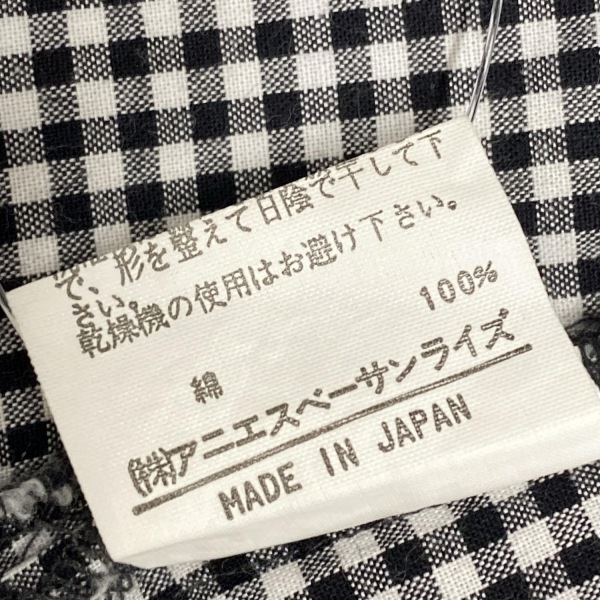 で、形を整えて日陰で干して下
さい。
乾燥機の使用はお避け下さい。
綿 100%
㈱アニエスベーサンライズ
MADE IN JAPAN